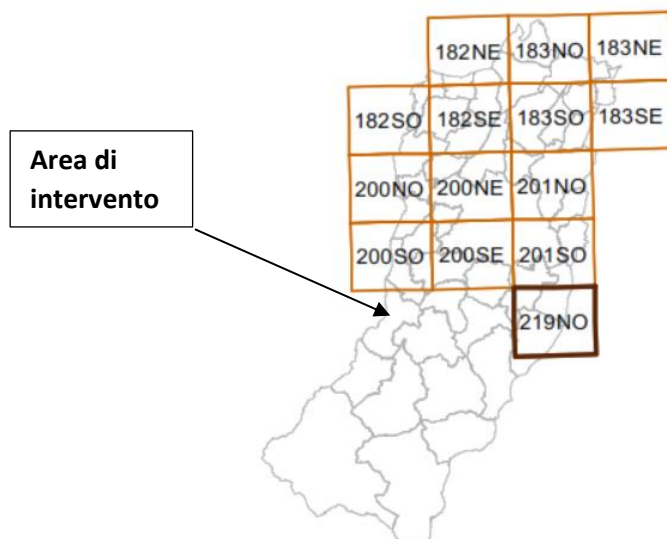 182NE 183NO 183NE
182SO 182SE 183SO 183SE
Area di
intervento
200NO 200NE 201NO
200SO 200SE 201SO
219NO